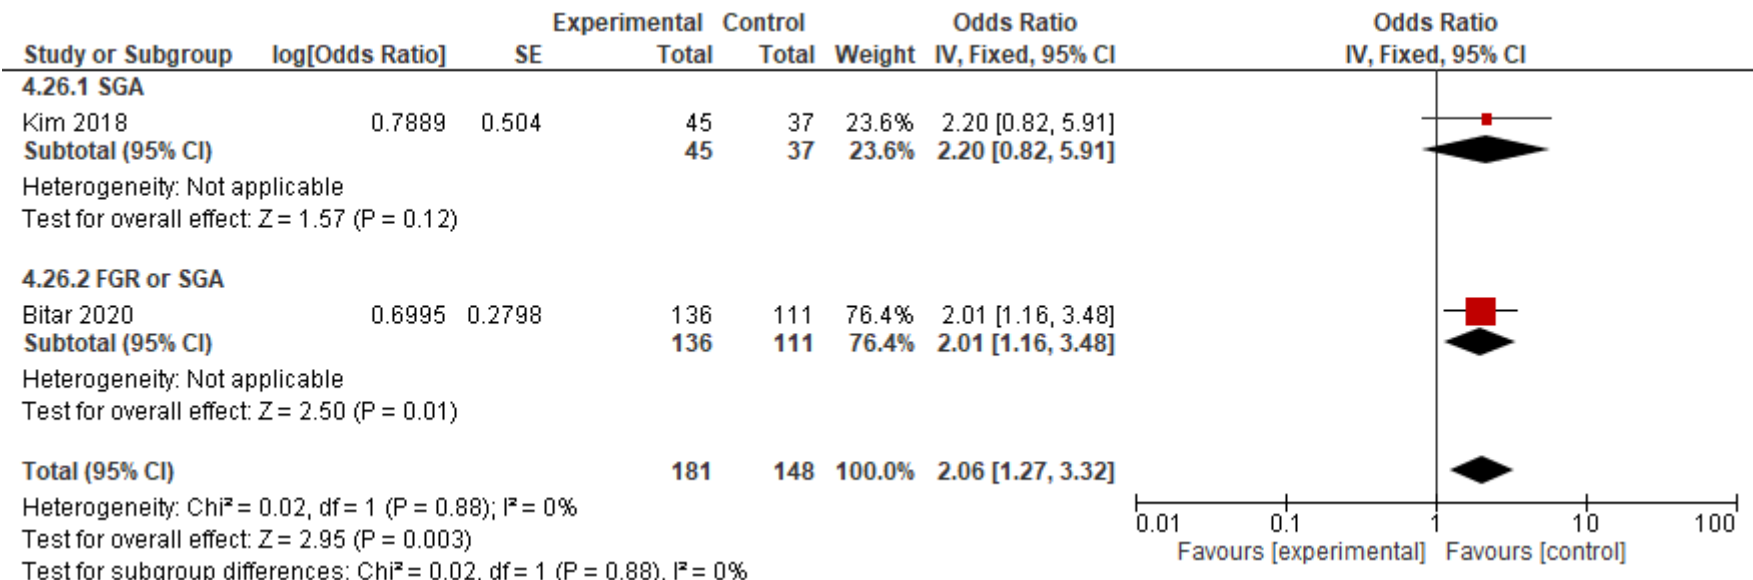 Experimental Control Odds Ratio Odds Ratio
Study or Subgroup log[Odds Ratio] SE Total Total Weight IV, Fixed, 95% CI IV, Fixed, 95% CI
4.26.1 SGA
Kim 2018 0.7889 0.504 45 37 23.6% 2.20 [0.82, 5.91]
Subtotal (95% CI) 45 37 23.6% 2.20 [0.82, 5.91]
Heterogeneity: Not applicable
Test for overall effect: Z = 1.57 (P = 0.12)
4.26.2 FGR or SGA
Bitar 2020 0.6995 0.2798 136 111 76.4% 2.01 [1.16, 3.48]
Subtotal (95% CI) 136 111 76.4% 2.01 [1.16, 3.48]
Heterogeneity: Not applicable
Test for overall effect: Z = 2.50 (P = 0.01)
Total (95% CI) 181 148 100.0% 2.06 [1.27, 3.32]
Heterogeneity: Chi² = 0.02, df = 1 (P = 0.88); I² = 0%
Test for overall effect: Z = 2.95 (P = 0.003)
Test for subgroup differences: Chi² = 0.02, df = 1 (P = 0.88), I² = 0%
0.01 0.1 1 10 100
Favours [experimental] Favours [control]